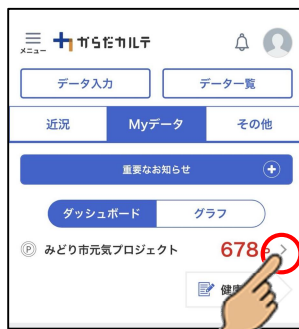 からだカルテ
メニュー
データ入力
データ一覧
近況
Myデータ
その他
重要なお知らせ
ダッシュボード
グラフ
Ⓟ みどり市元気プロジェクト 678
健康